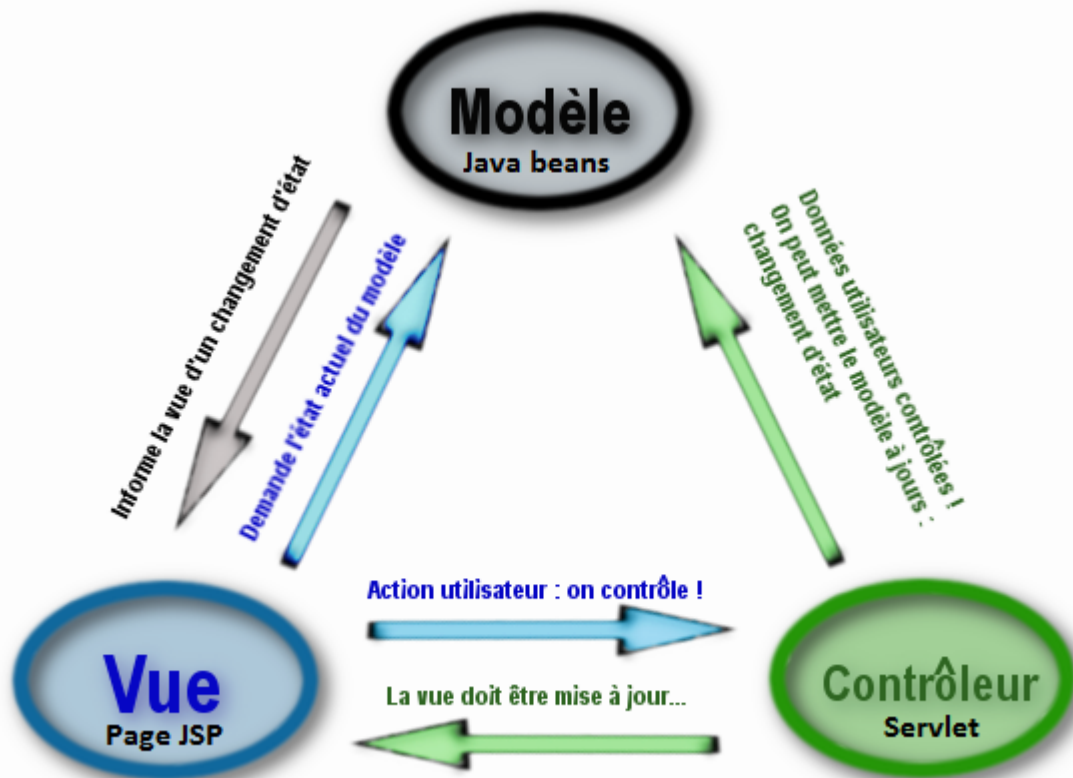 Modèle
Java beans
Informe la vue d'un changement d'état
Demande l'état actuel du modèle
Données utilisateurs contrôlées !
On peut mettre le modèle à jours :
changement d'état
Action utilisateur : on contrôle !
Vue
Page JSP
La vue doit être mise à jour...
Contrôleur
Servlet